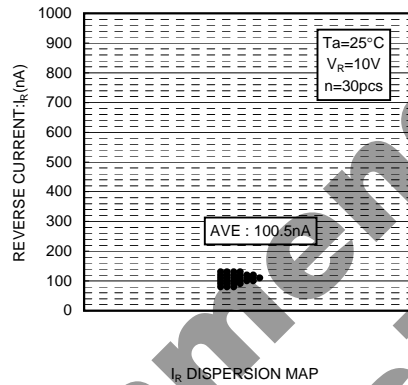 REVERSE CURRENT:IR(nA)
1000
900
800
700
600
500
400
300
200
100
0
Ta=25°C
VR=10V
n=30pcs
AVE : 100.5nA
IR DISPERSION MAP